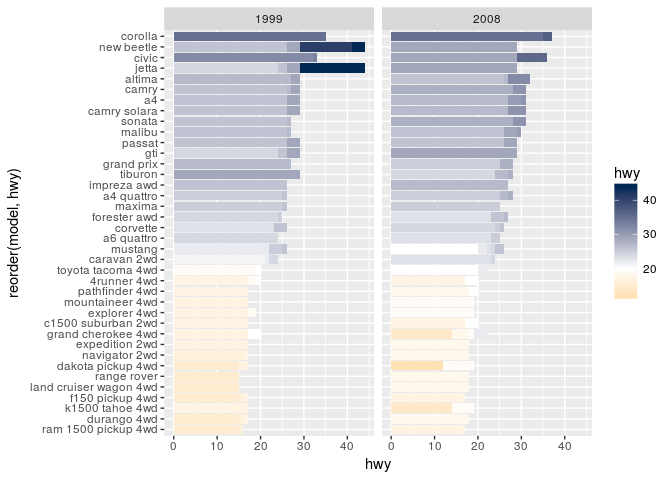 1999 2008
corolla
new beetle
civic
jetta
altima
camry
a4
camry solara
sonata
malibu
passat
gti
grand prix
tiburon
impreza awd
a4 quattro
maxima
forester awd
corvette
a6 quattro
mustang
caravan 2wd
toyota tacoma 4wd
4runner 4wd
pathfinder 4wd
mountaineer 4wd
explorer 4wd
c1500 suburban 2wd
grand cherokee 4wd
expedition 2wd
navigator 2wd
dakota pickup 4wd
range rover
land cruiser wagon 4wd
f150 pickup 4wd
k1500 tahoe 4wd
durango 4wd
ram 1500 pickup 4wd
reorder(model, hwy)
0 10 20 30 40 0 10 20 30 40
hwy
hwy
40
30
20